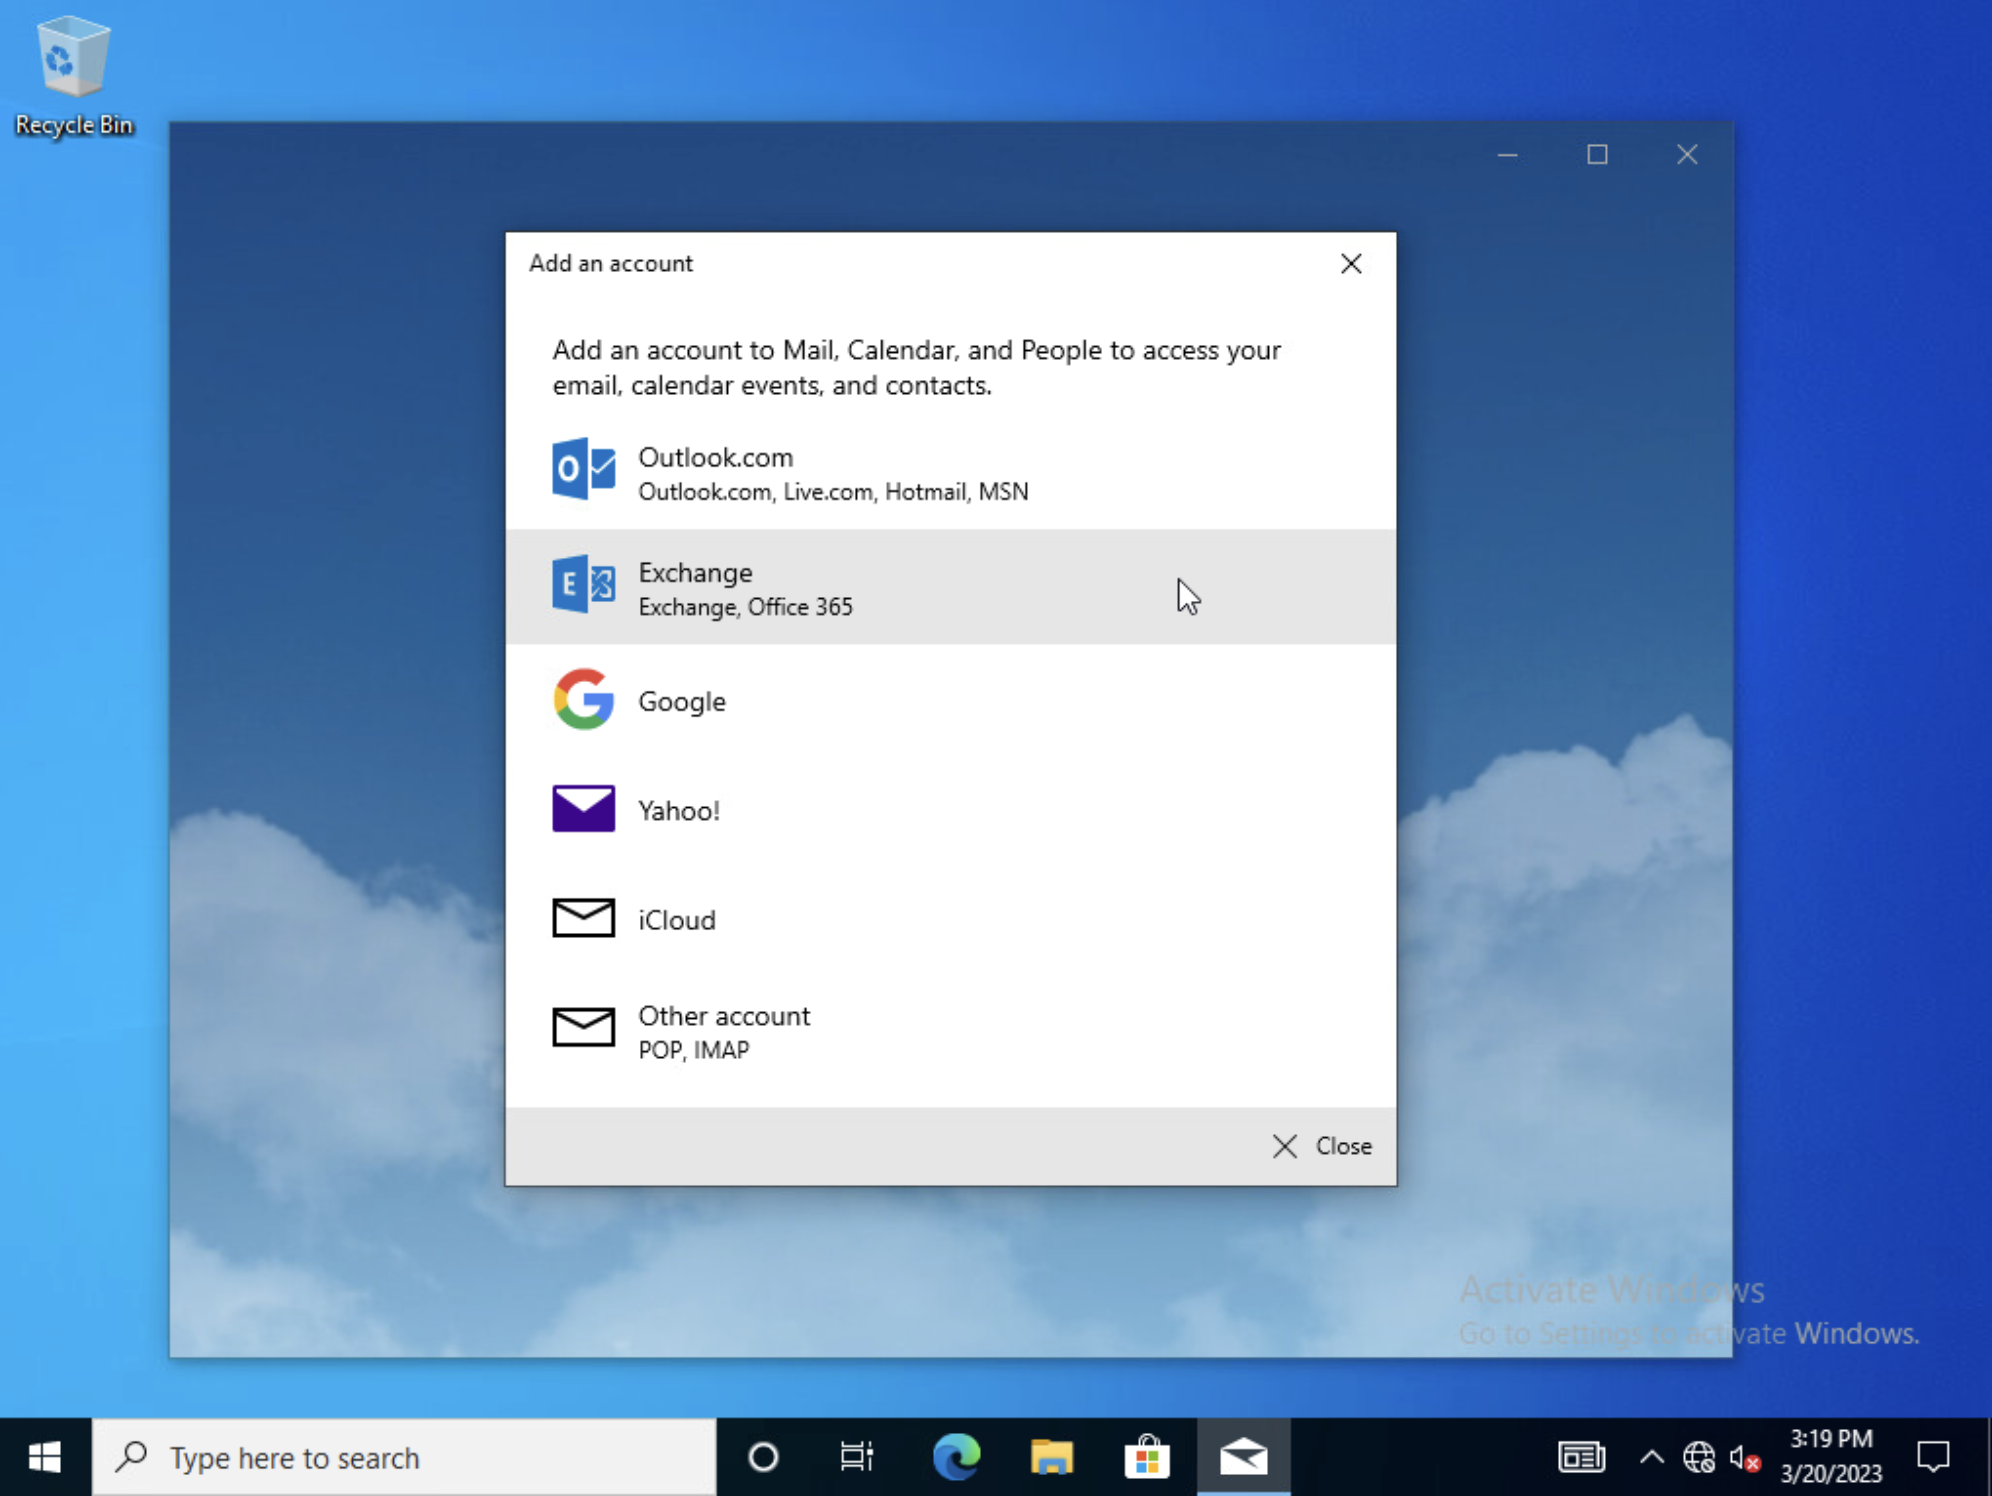 Recycle Bin
Add an account
Add an account to Mail, Calendar, and People to access your
email, calendar events, and contacts.
Outlook.com
Outlook.com, Live.com, Hotmail, MSN
Exchange
Exchange, Office 365
Google
Yahoo!
iCloud
Other account
POP, IMAP
Close
Activate Windows
Go to Settings to activate Windows.
Type here to search
3:19 PM
3/20/2023